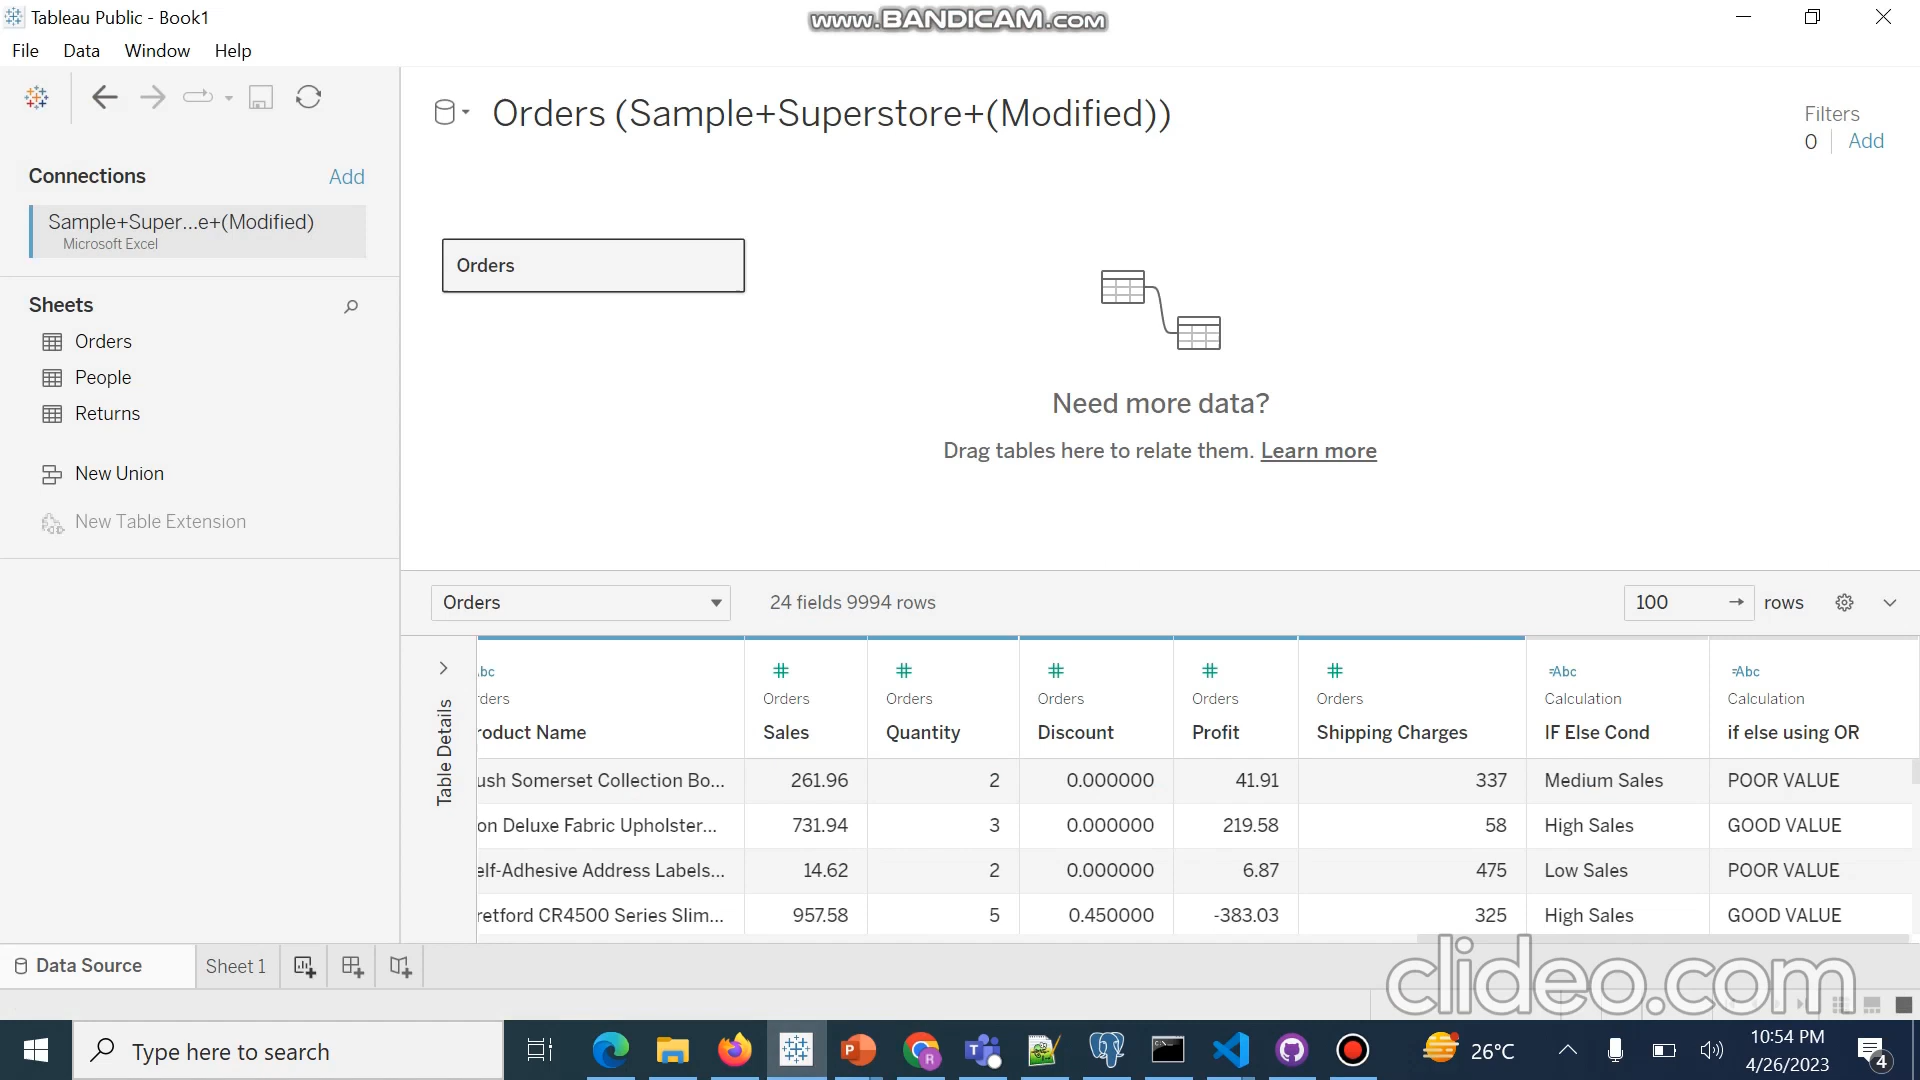 Tableau Public - Book1
www.BANDICAM.com
File Data Window Help
Connections Add
Sample+Super...e+(Modified)
Microsoft Excel
Sheets
Orders
People
Returns
New Union
New Table Extension
Orders (Sample+Superstore+(Modified))
Filters
0 Add
Orders
Need more data?
Drag tables here to relate them. Learn more
Orders 24 fields 9994 rows 100 rows
Table Details
bc Abc Abc
rders Orders Orders Orders Orders Orders Calculation Calculation
roduct Name Sales Quantity Discount Profit Shipping Charges IF Else Cond if else using OR
ush Somerset Collection Bo... 261.96 2 0.000000 41.91 337 Medium Sales POOR VALUE
on Deluxe Fabric Upholster... 731.94 3 0.000000 219.58 58 High Sales GOOD VALUE
elf-Adhesive Address Labels... 14.62 2 0.000000 6.87 475 Low Sales POOR VALUE
retford CR4500 Series Slim... 957.58 5 0.450000 -383.03 325 High Sales GOOD VALUE
Data Source Sheet 1
clideo.com
Type here to search
26°C
10:54 PM
4/26/2023
4